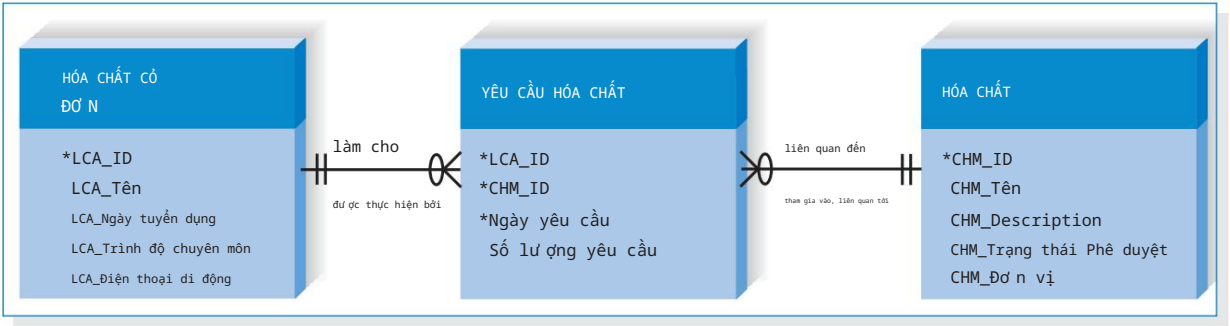 HÓA CHẤT CỎ
ĐƠN
*LCA_ID
LCA_Tên
LCA_Ngày tuyển dụng
LCA_Trình độ chuyên môn
LCA_Điện thoại di động
làm cho
được thực hiện bởi
YÊU CẦU HÓA CHẤT
*LCA_ID
*CHM_ID
*Ngày yêu cầu
Số lượng yêu cầu
liên quan đến
tham gia vào, liên quan tới
HÓA CHẤT
*CHM_ID
CHM_Tên
CHM_Description
CHM_Trạng thái Phê duyệt
CHM_Đơn vị